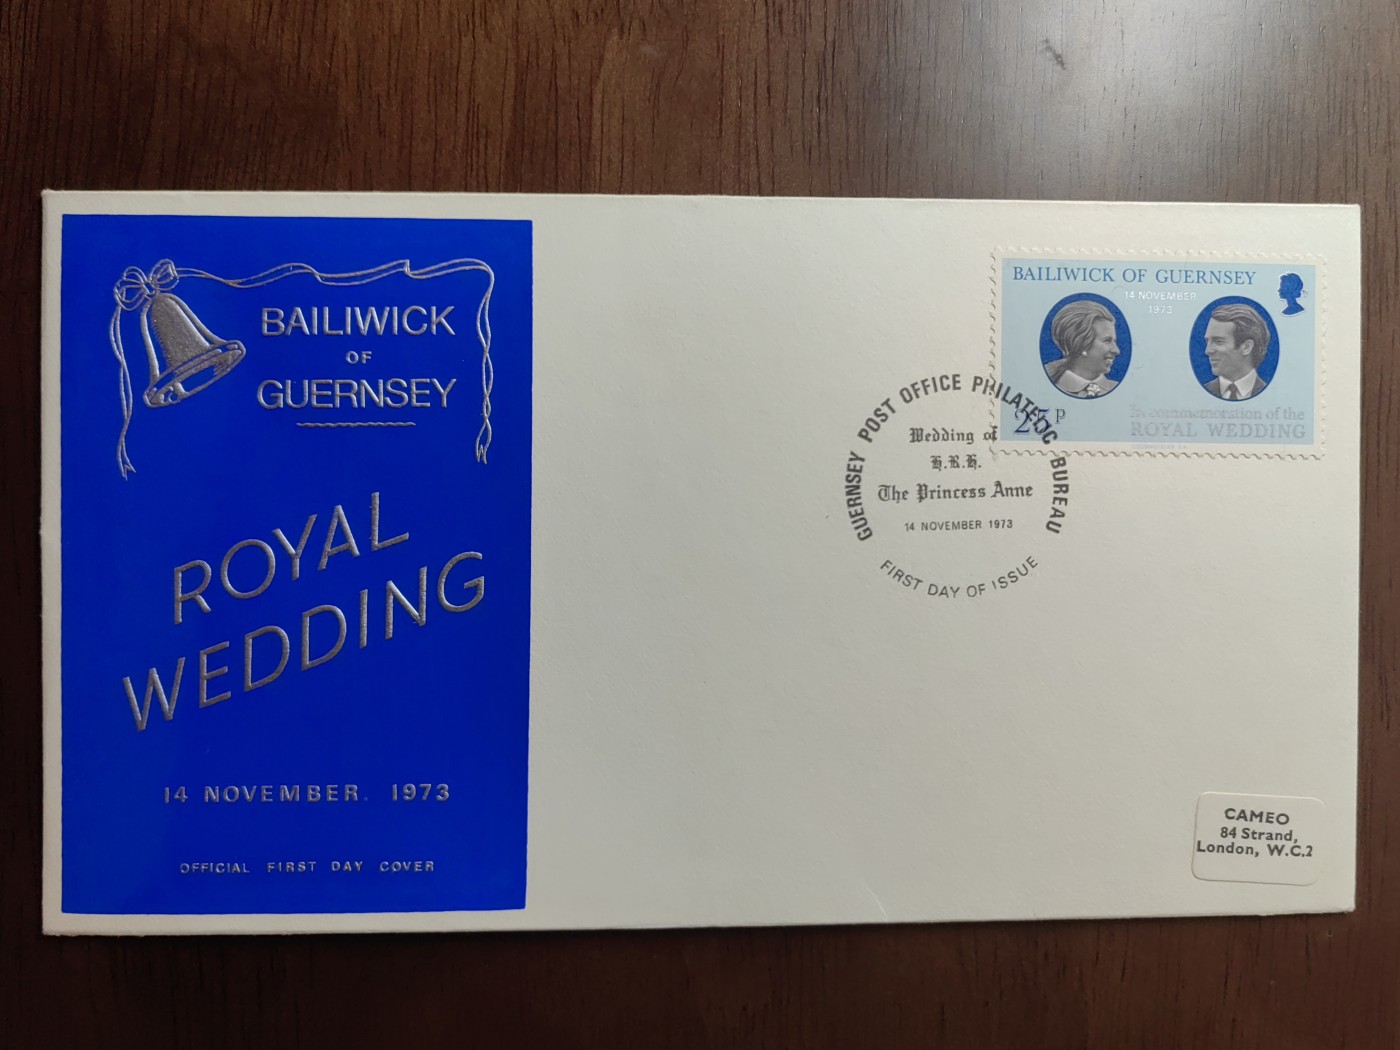 BAILIWICK
OF
GUERNSEY
ROYAL
WEDDING
14 NOVEMBER. 1973
OFFICIAL FIRST DAY COVER
BAILIWICK OF GUERNSEY
14 NOVEMBER
1973
25p
In commemoration of the
ROYAL WEDDING
GUERNSEY POST OFFICE PHILATELIC BUREAU
Wedding of
H.R.H.
The Princess Anne
14 NOVEMBER 1973
FIRST DAY OF ISSUE
CAMEO
84 Strand,
London, W.C.2